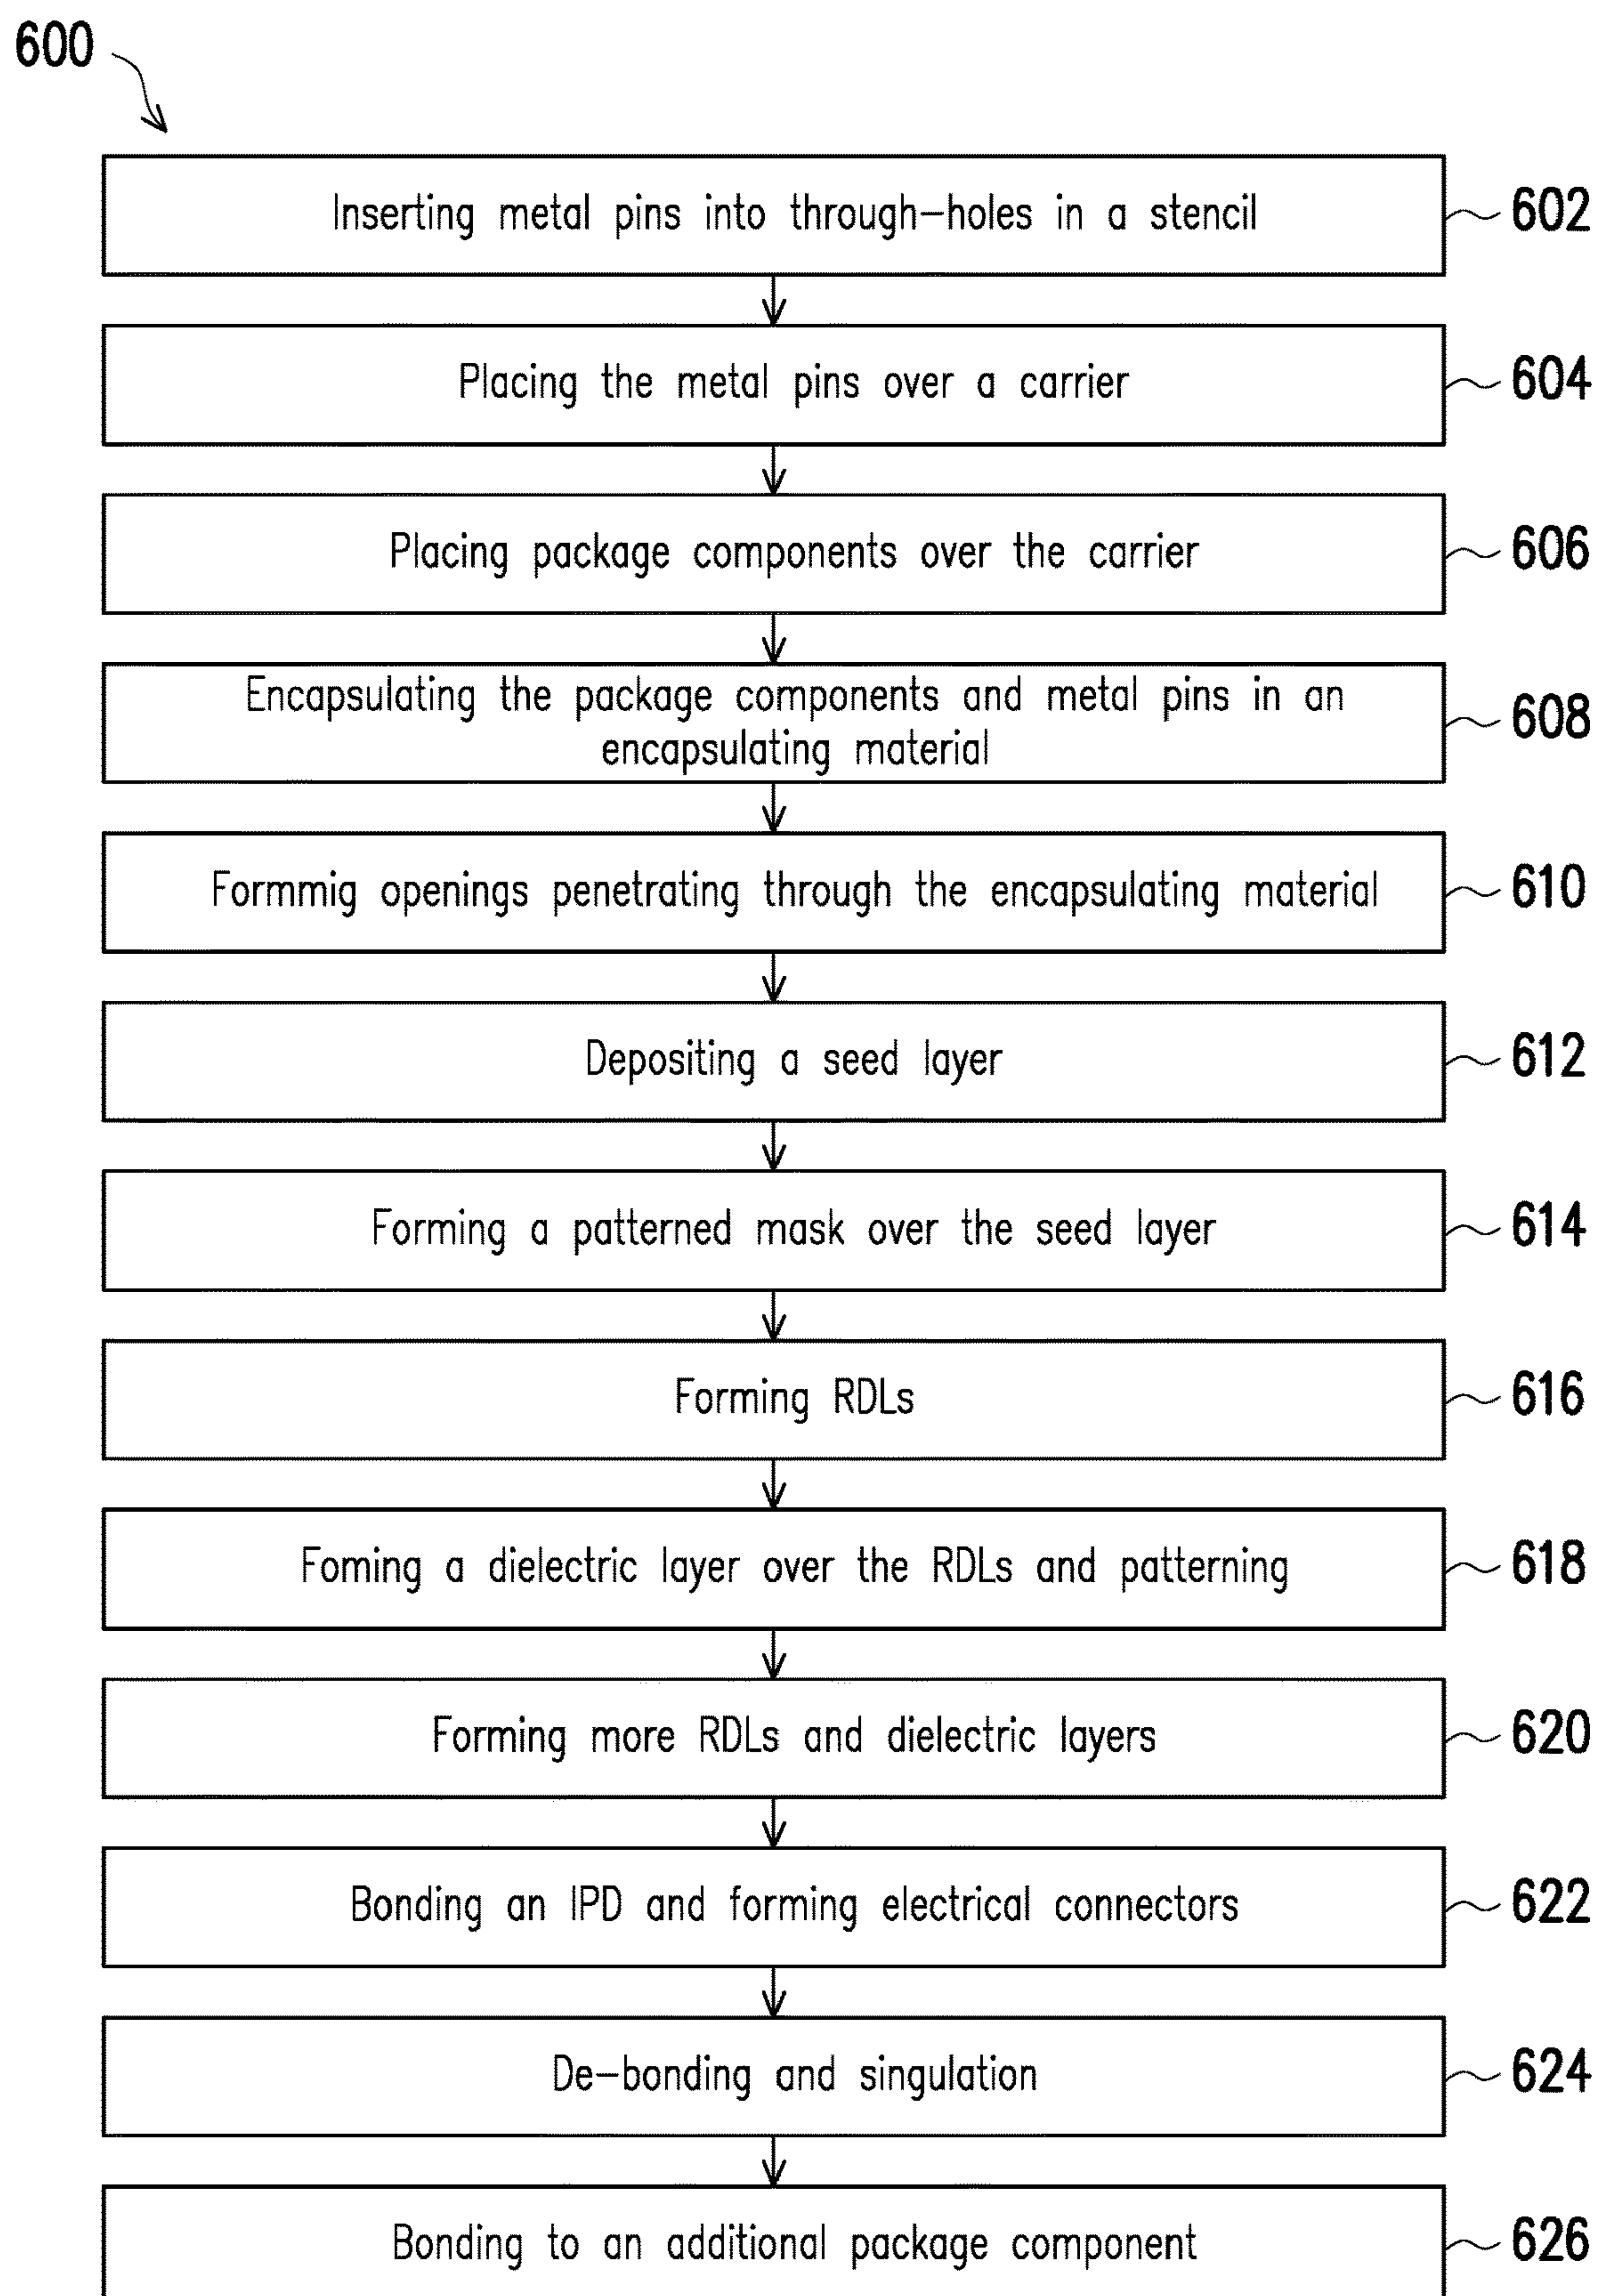 600
Inserting metal pins into through-holes in a stencil
602
Placing the metal pins over a carrier
604
Placing package components over the carrier
606
Encapsulating the package components and metal pins in an
encapsulating material
608
Formmig openings penetrating through the encapsulating material
610
Depositing a seed layer
612
Forming a patterned mask over the seed layer
614
Forming RDLs
616
Foming a dielectric layer over the RDLs and patterning
618
Forming more RDLs and dielectric layers
620
Bonding an IPD and forming electrical connectors
622
De-bonding and singulation
624
Bonding to an additional package component
626